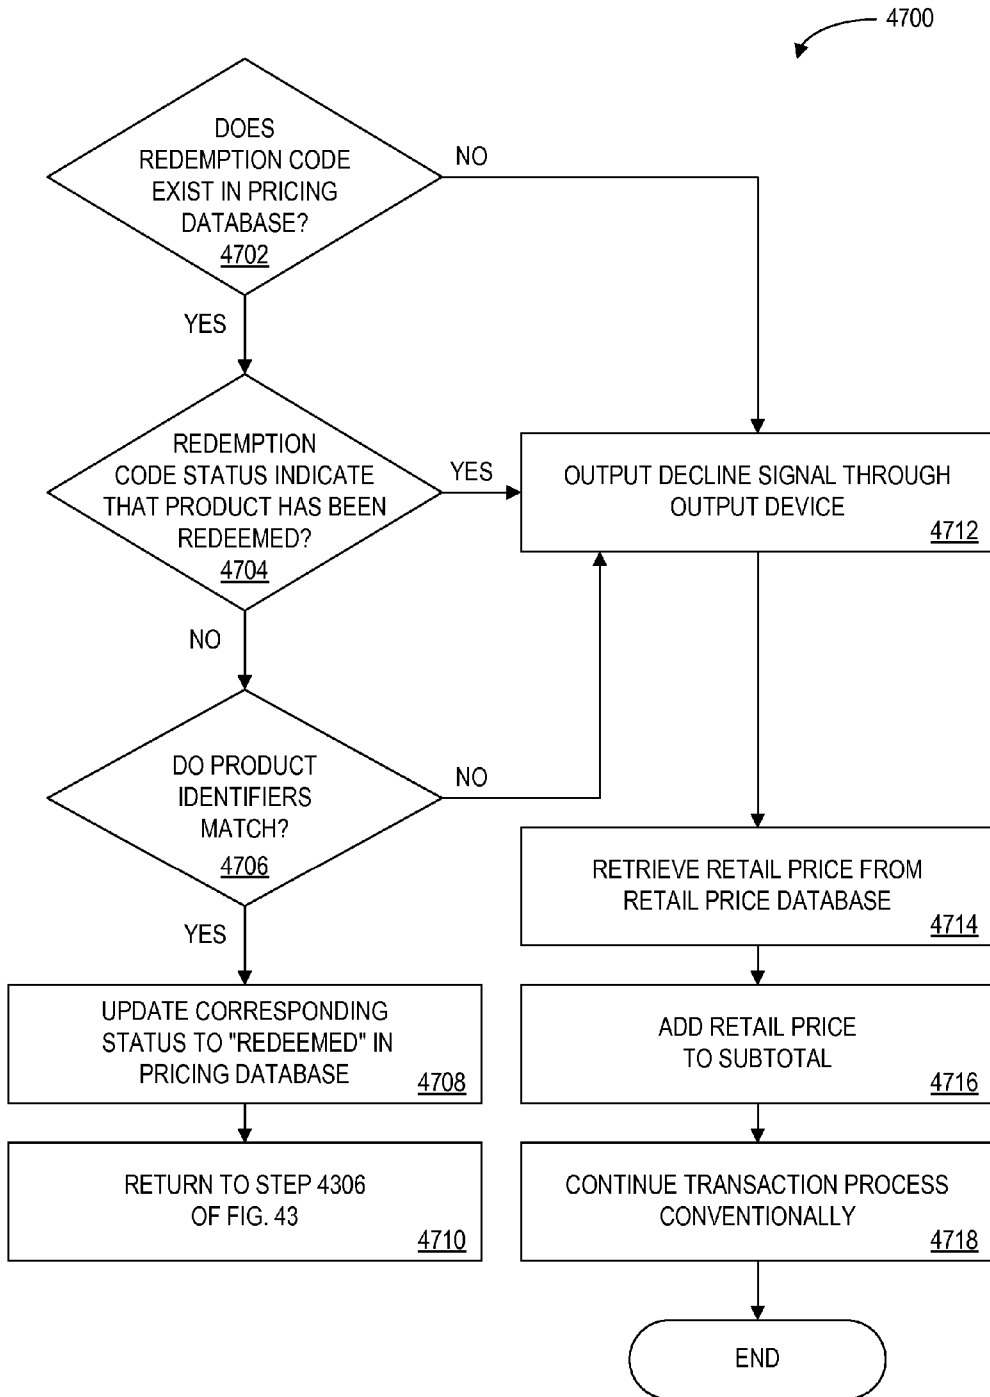 4700
DOES
REDEMPTION CODE
EXIST IN PRICING
DATABASE?
4702
NO
YES
REDEMPTION
CODE STATUS INDICATE
THAT PRODUCT HAS BEEN
REDEEMED?
4704
YES
OUTPUT DECLINE SIGNAL THROUGH
OUTPUT DEVICE
4712
NO
DO PRODUCT
IDENTIFIERS
MATCH?
4706
NO
YES
RETRIEVE RETAIL PRICE FROM
RETAIL PRICE DATABASE
4714
UPDATE CORRESPONDING
STATUS TO "REDEEMED" IN
PRICING DATABASE
4708
ADD RETAIL PRICE
TO SUBTOTAL
4716
RETURN TO STEP 4306
OF FIG. 43
4710
CONTINUE TRANSACTION PROCESS
CONVENTIONALLY
4718
END